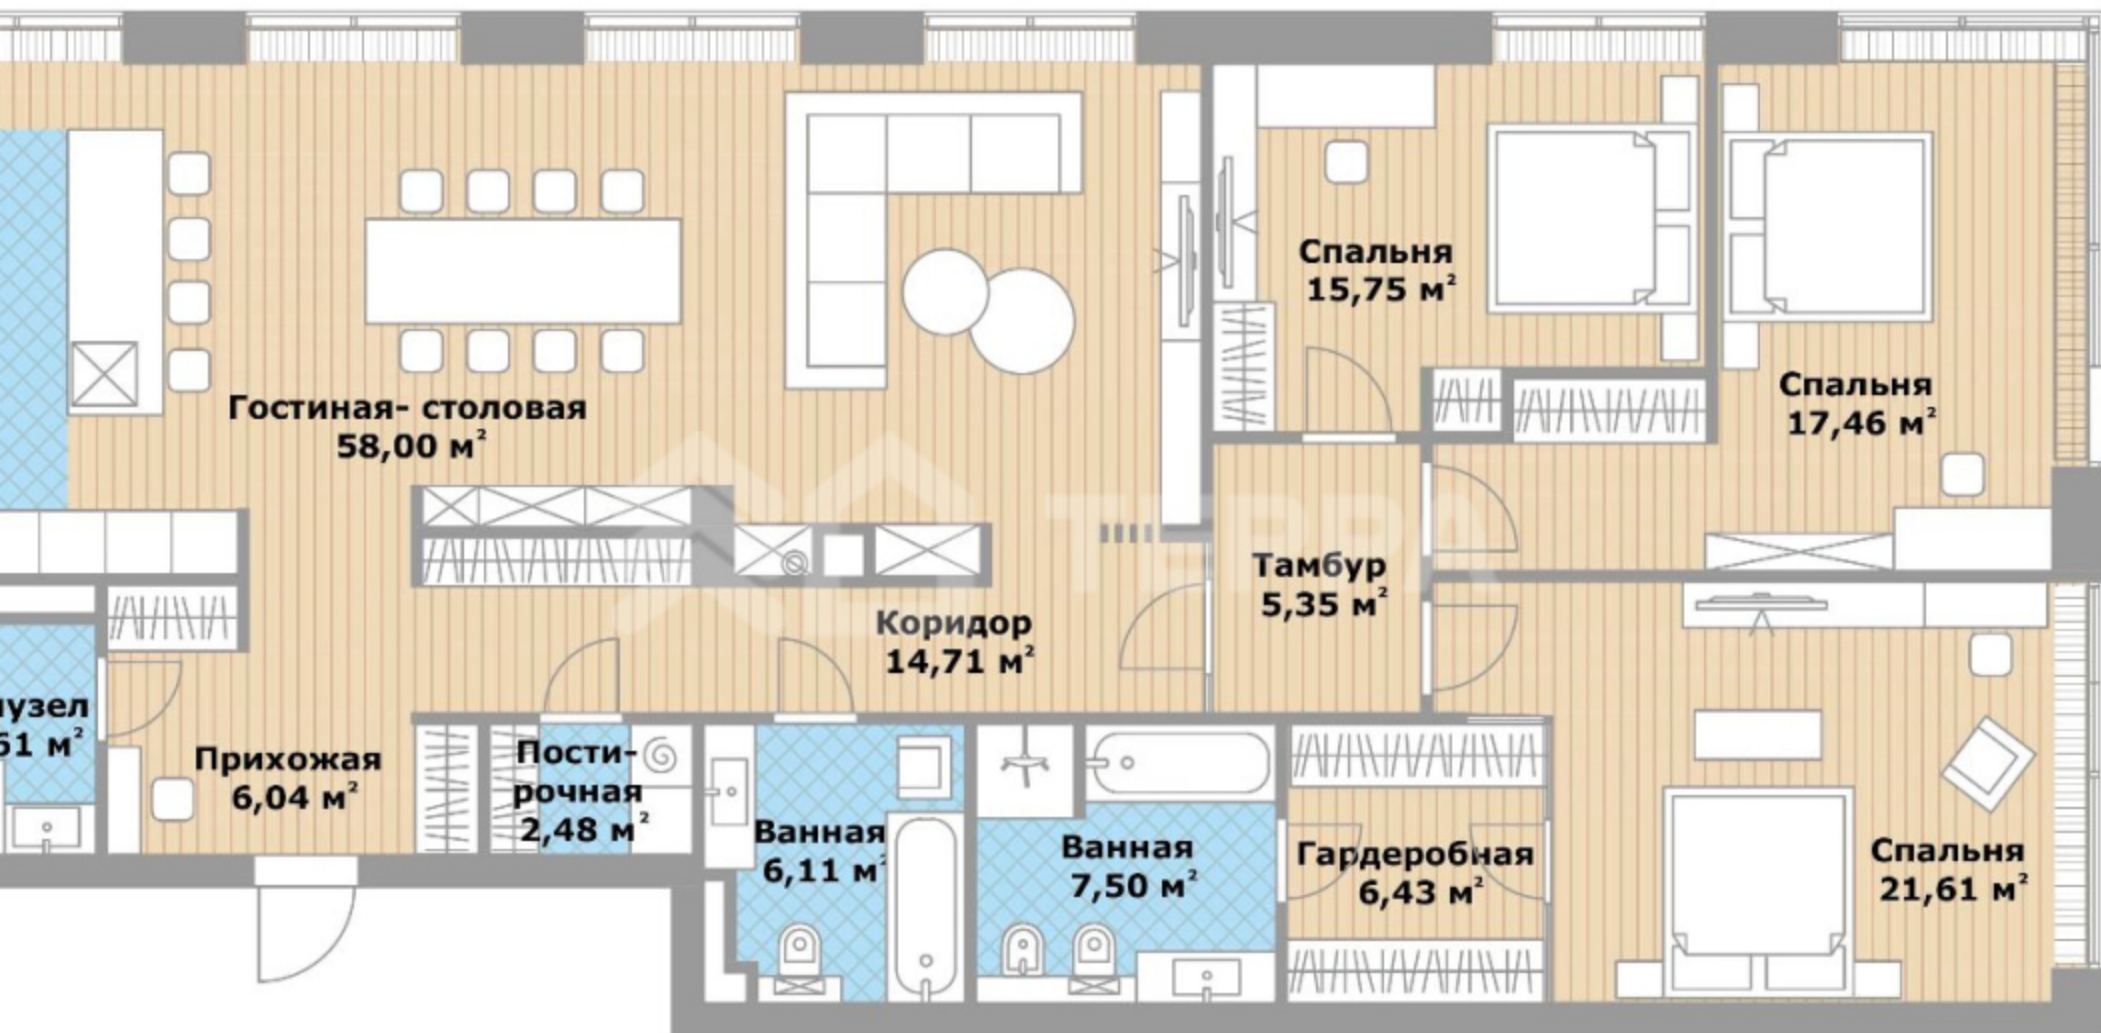 Спальня
15,75 м²
Спальня
17,46 м²
Гостиная- столовая
58,00 м²
ТЕРРА
Тамбур
5,35 м²
Коридор
14,71 м²
61 м²
Прихожая
6,04 м²
Пости-
рочная
2,48 м²
Ванная
6,11 м²
Ванная
7,50 м²
Гардеробная
6,43 м²
Спальня
21,61 м²